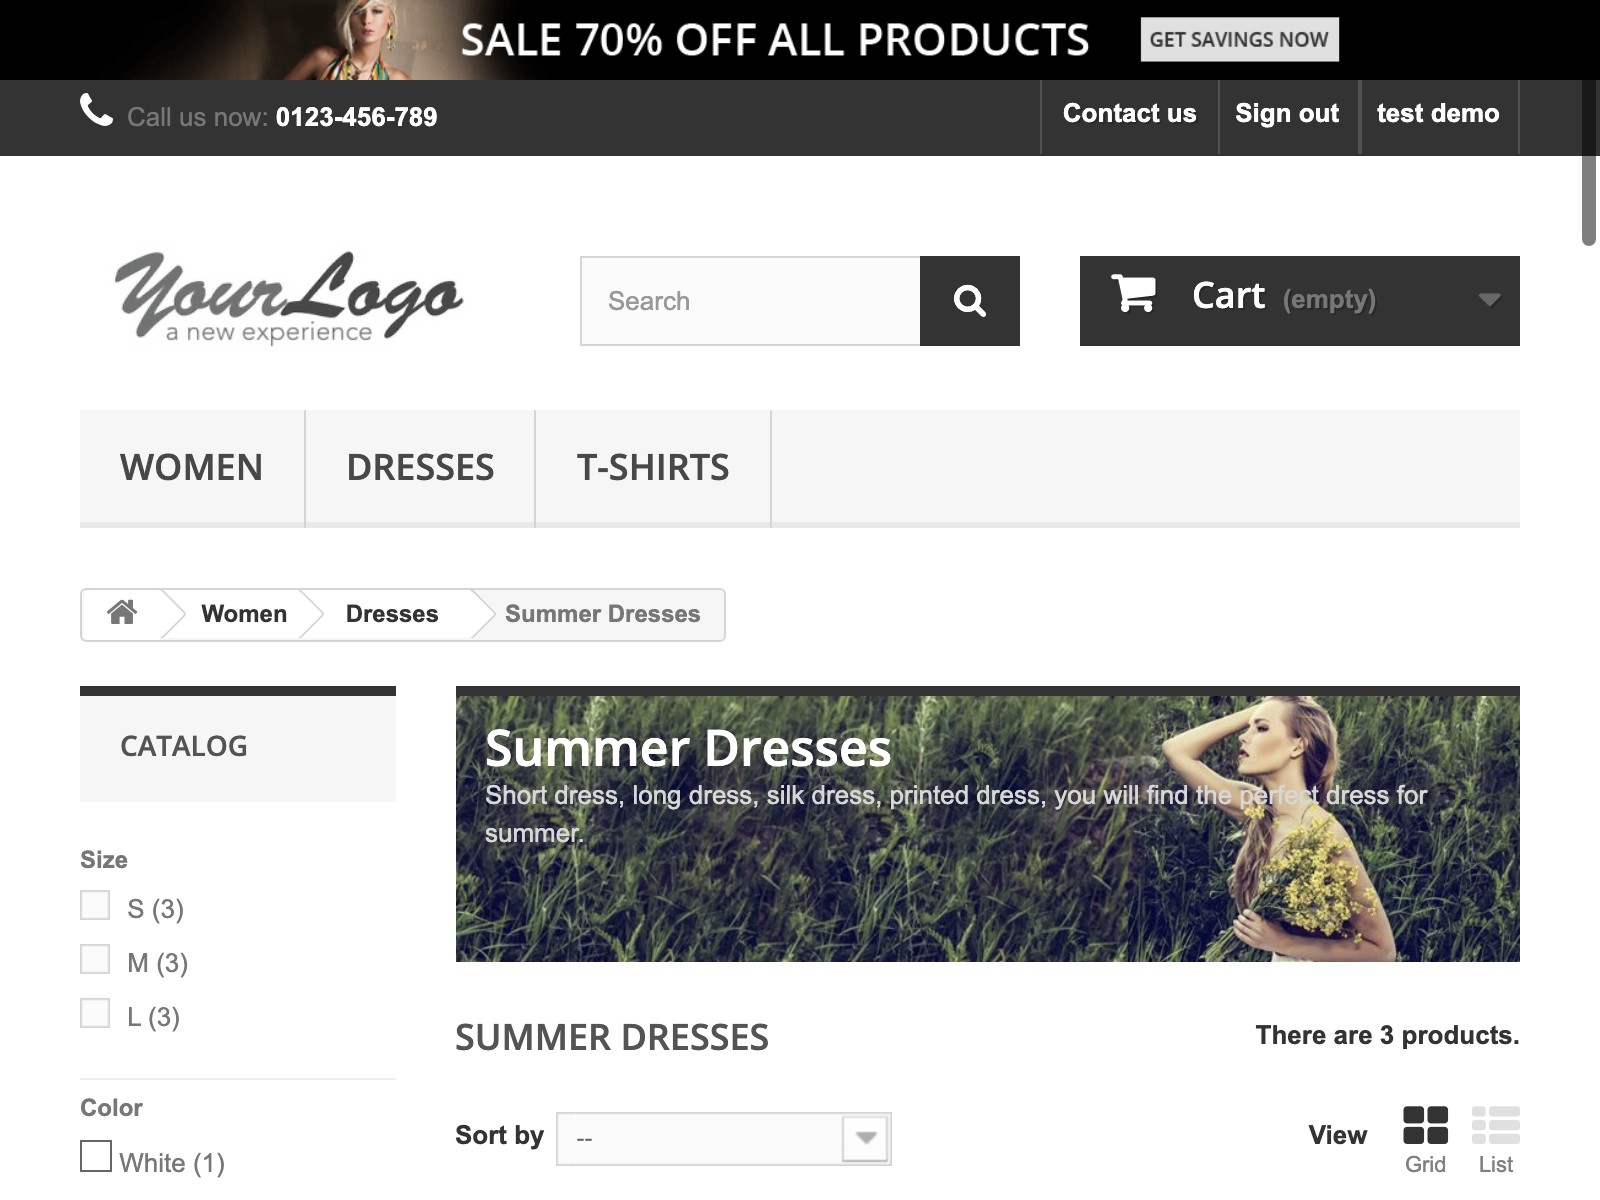 SALE 70% OFF ALL PRODUCTS GET SAVINGS NOW
Call us now: 0123-456-789 Contact us Sign out test demo
YourLogo
a new experience
Search
Cart (empty)
WOMEN DRESSES T-SHIRTS
Women Dresses Summer Dresses
CATALOG
Size
S (3)
M (3)
L (3)
Color
White (1)
Summer Dresses
Short dress, long dress, silk dress, printed dress, you will find the perfect dress for
summer.
SUMMER DRESSES There are 3 products.
Sort by -- View Grid List